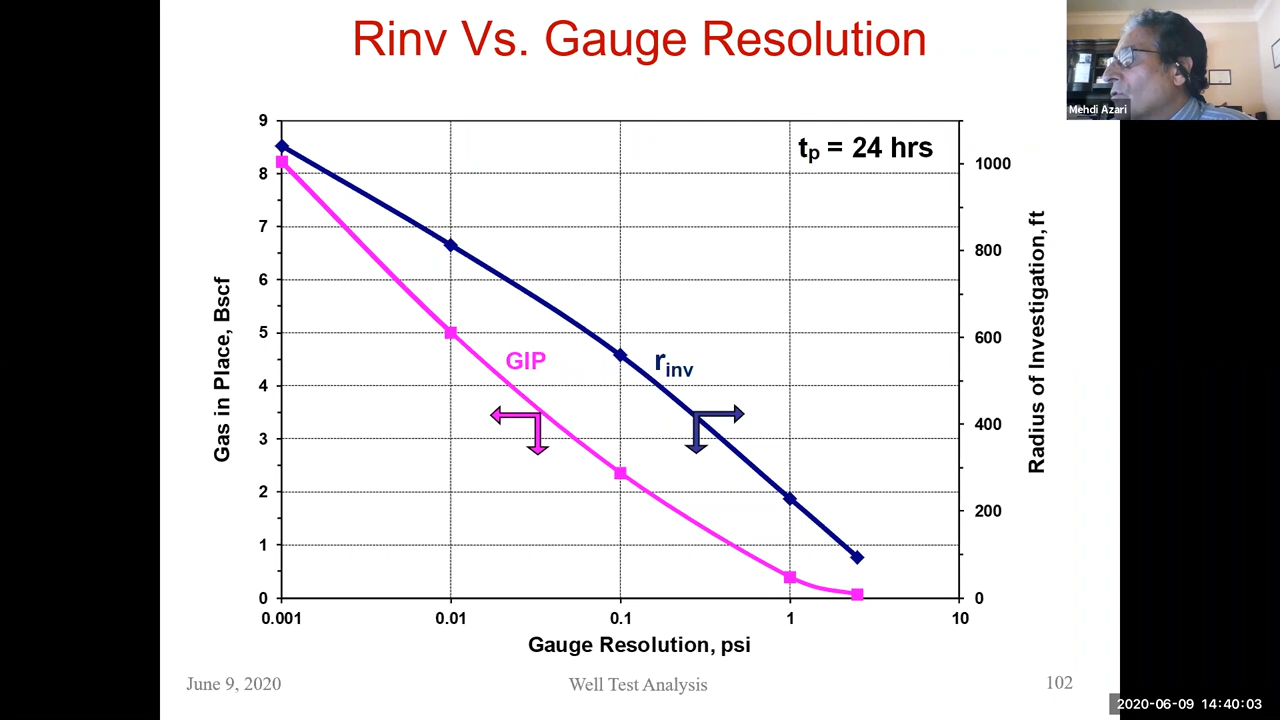 Rinv Vs. Gauge Resolution
Mehdi Azari
tp = 24 hrs
9
8
7
6
5
4
3
2
1
0
Gas in Place, Bscf
1000
800
600
400
200
0
Radius of Investigation, ft
GIP
rinv
0.001 0.01 0.1 1 10
Gauge Resolution, psi
June 9, 2020 Well Test Analysis 102
2020-06-09 14:40:03